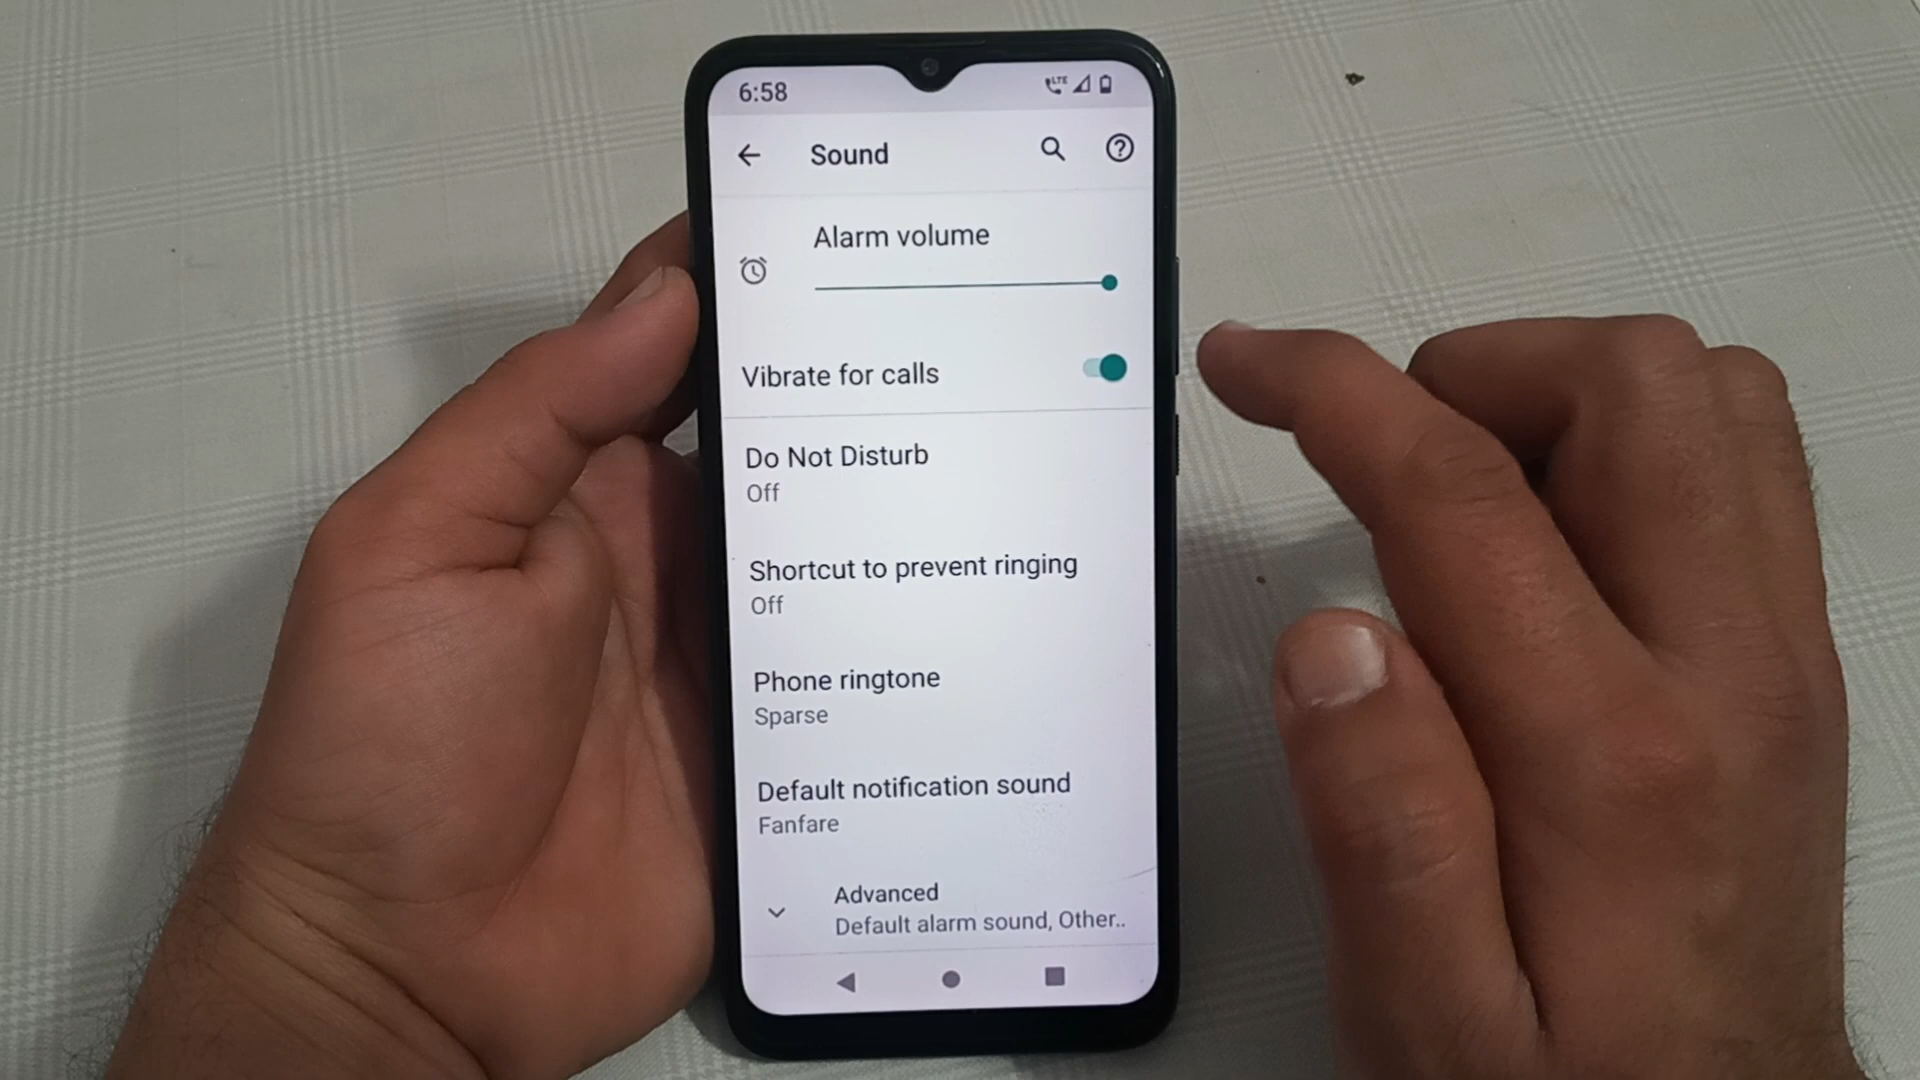 6:58
LTE
Sound
Alarm volume
Vibrate for calls
Do Not Disturb
Off
Shortcut to prevent ringing
Off
Phone ringtone
Sparse
Default notification sound
Fanfare
Advanced
Default alarm sound, Other..